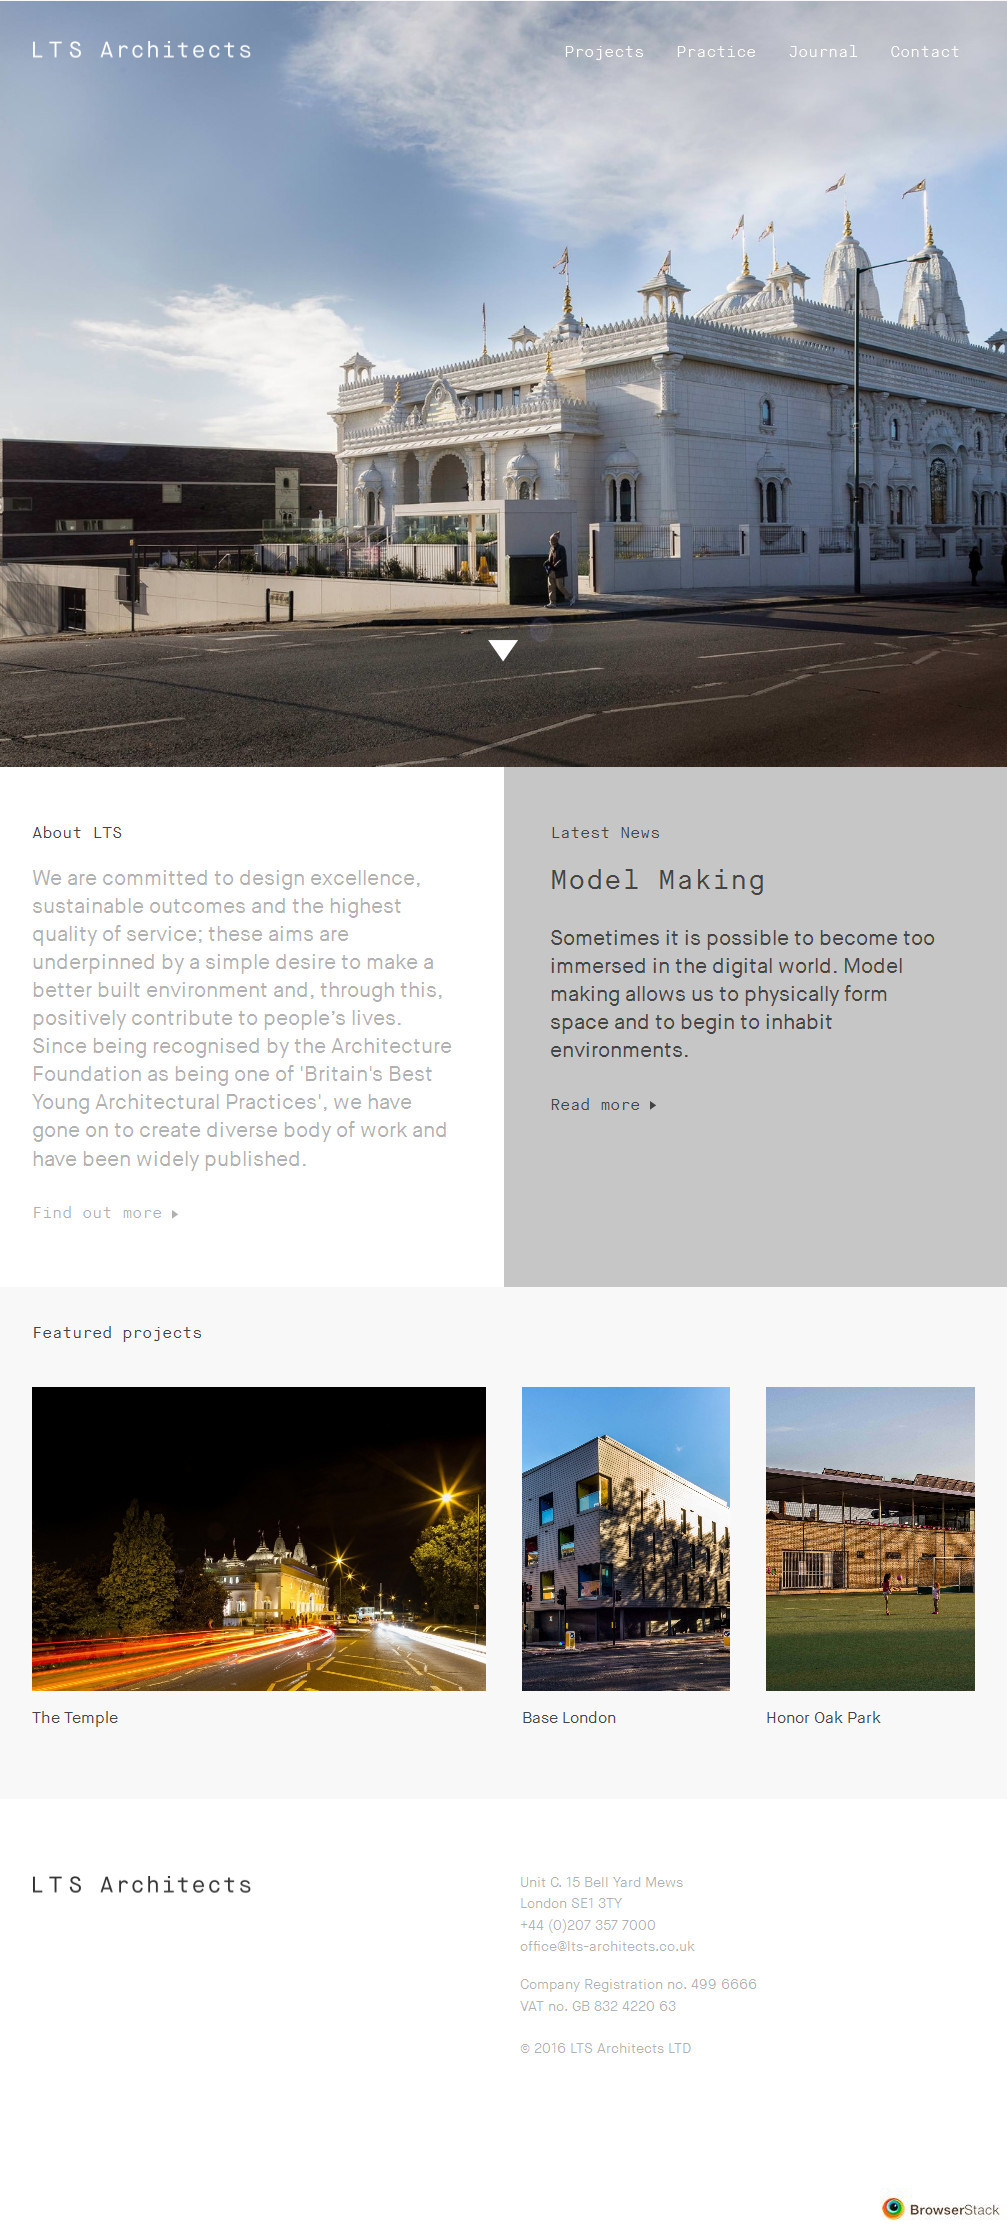 LTS Architects
Projects Practice Journal Contact
About LTS
We are committed to design excellence,
sustainable outcomes and the highest
quality of service; these aims are
underpinned by a simple desire to make a
better built environment and, through this,
positively contribute to people’s lives.
Since being recognised by the Architecture
Foundation as being one of 'Britain's Best
Young Architectural Practices', we have
gone on to create diverse body of work and
have been widely published.
Find out more
Latest News
Model Making
Sometimes it is possible to become too
immersed in the digital world. Model
making allows us to physically form
space and to begin to inhabit
environments.
Read more
Featured projects
The Temple
Base London
Honor Oak Park
LTS Architects
Unit C. 15 Bell Yard Mews
London SE1 3TY
+44 (0)207 357 7000
office@lts-architects.co.uk
Company Registration no. 499 6666
VAT no. GB 832 4220 63
© 2016 LTS Architects LTD
BrowserStack